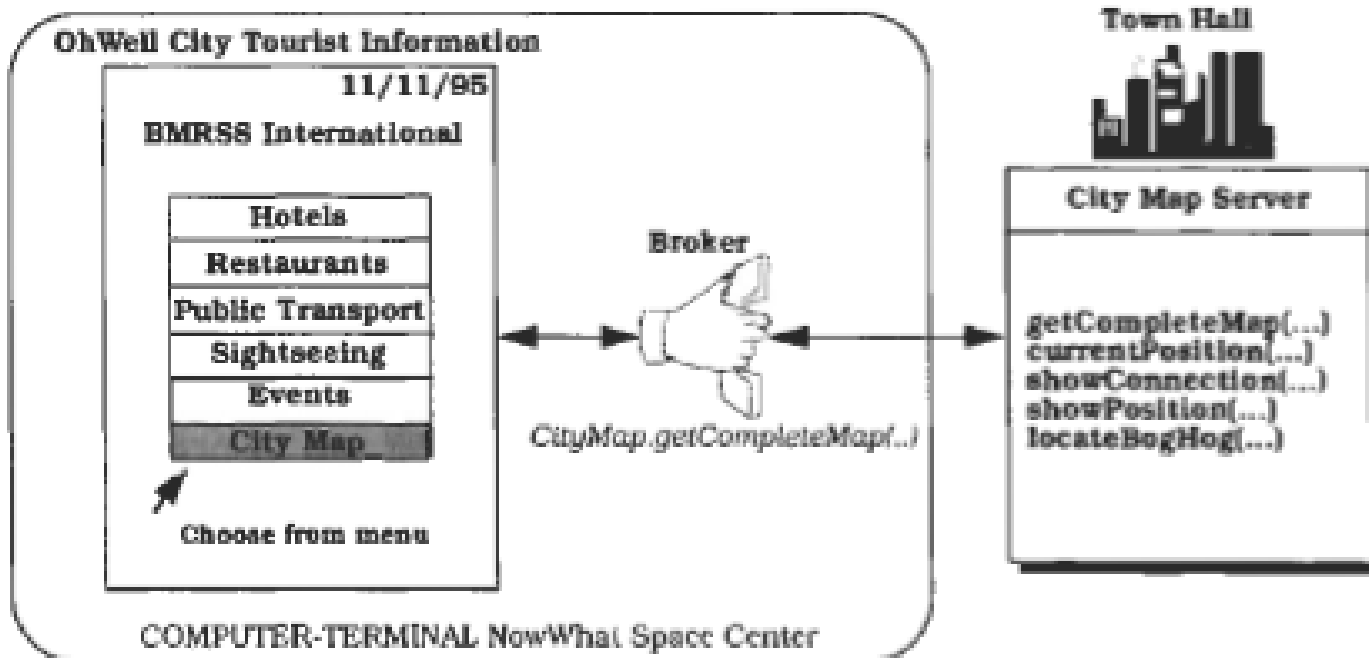 OhWell City Tourist Information
11/11/95
BMRSS International
Hotels
Restaurants
Public Transport
Sightseeing
Events
City Map_
Choose from menu
COMPUTER-TERMINAL NowWhat Space Center
Broker
CityMap.getCompleteMap(..)
Town Hall
City Map Server
getCompleteMap(...)
currentPosition(...)
showConnection(...)
showPosition(...)
locateBogHog(...)